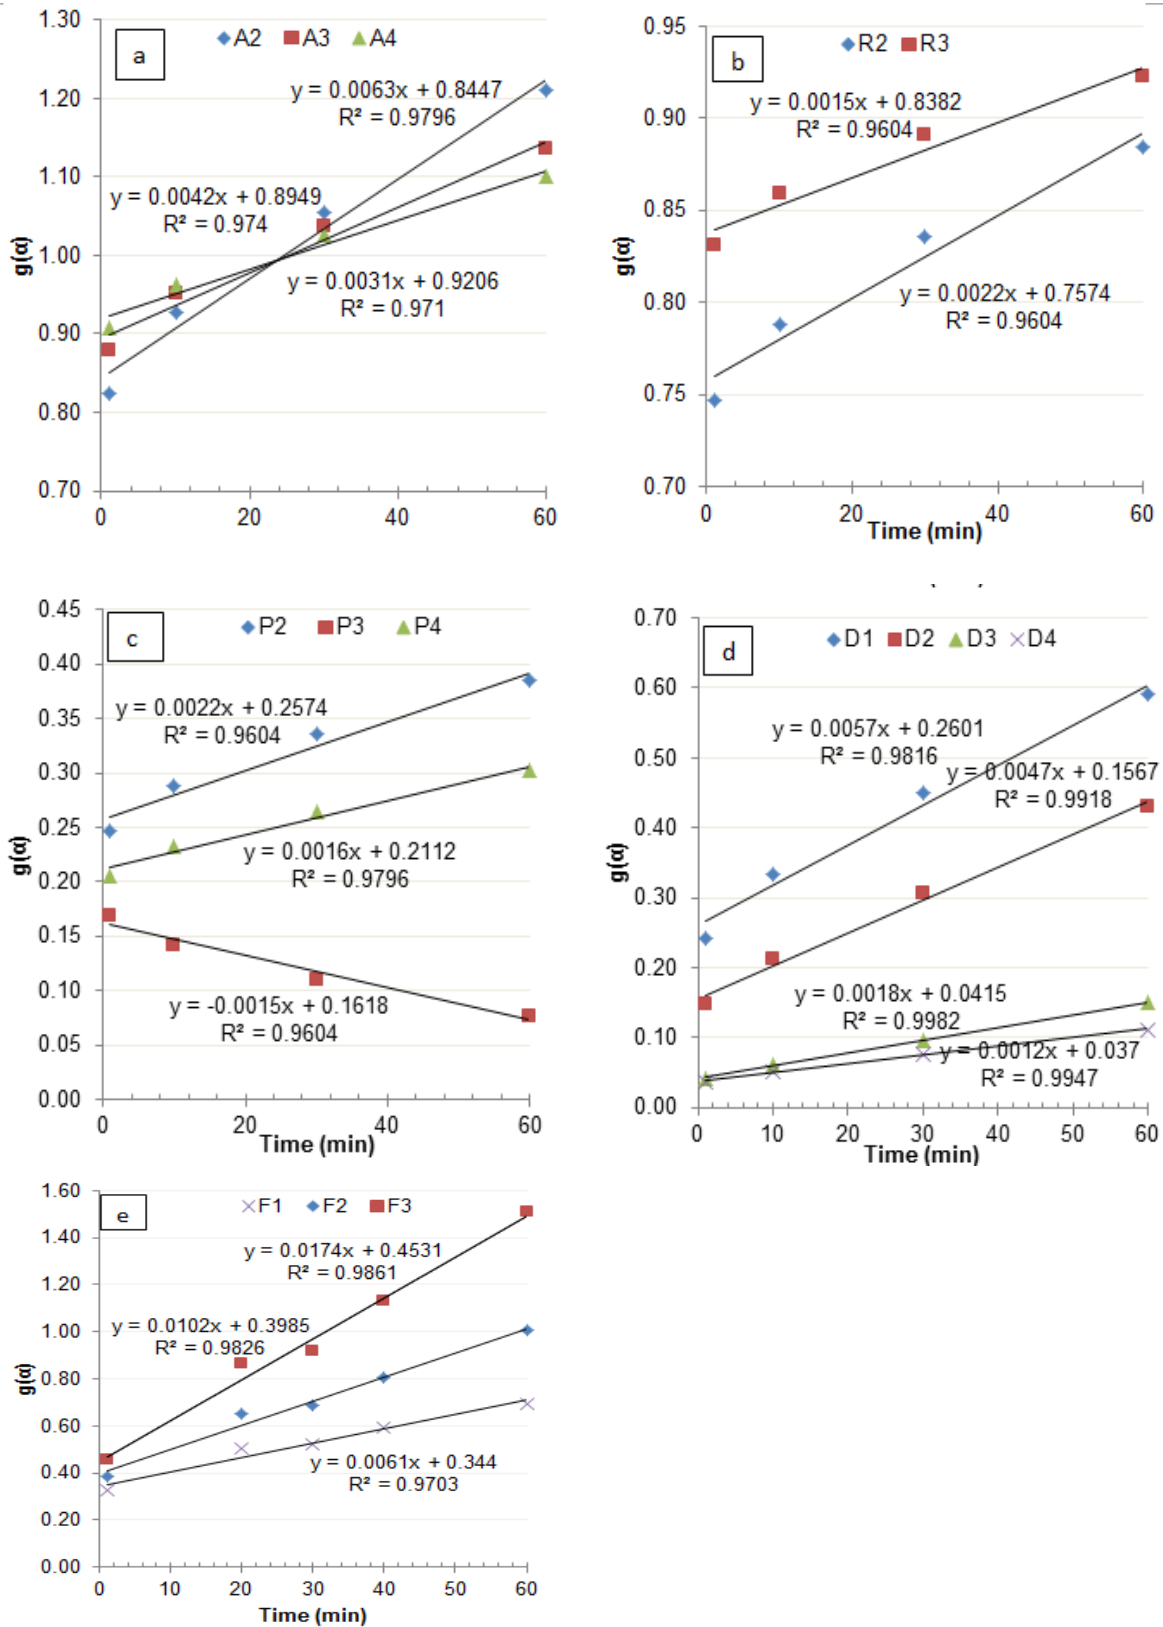 a
A2 A3 A4
y = 0.0063x + 0.8447
R² = 0.9796
y = 0.0042x + 0.8949
R² = 0.974
y = 0.0031x + 0.9206
R² = 0.971
g(α)
1.30
1.20
1.10
1.00
0.90
0.80
0.70
0 20 40 60
b
R2 R3
y = 0.0015x + 0.8382
R² = 0.9604
y = 0.0022x + 0.7574
R² = 0.9604
g(α)
0.95
0.90
0.85
0.80
0.75
0.70
0 20 40 60
Time (min)
c
P2 P3 P4
y = 0.0022x + 0.2574
R² = 0.9604
y = 0.0016x + 0.2112
R² = 0.9796
y = -0.0015x + 0.1618
R² = 0.9604
g(α)
0.45
0.40
0.35
0.30
0.25
0.20
0.15
0.10
0.05
0.00
0 20 40 60
Time (min)
d
D1 D2 D3 D4
y = 0.0057x + 0.2601
R² = 0.9816
y = 0.0047x + 0.1567
R² = 0.9918
y = 0.0018x + 0.0415
R² = 0.9982
y = 0.0012x + 0.037
R² = 0.9947
g(α)
0.70
0.60
0.50
0.40
0.30
0.20
0.10
0.00
0 10 20 30 40 50 60
Time (min)
e
F1 F2 F3
y = 0.0174x + 0.4531
R² = 0.9861
y = 0.0102x + 0.3985
R² = 0.9826
y = 0.0061x + 0.344
R² = 0.9703
g(α)
1.60
1.40
1.20
1.00
0.80
0.60
0.40
0.20
0.00
0 10 20 30 40 50 60
Time (min)